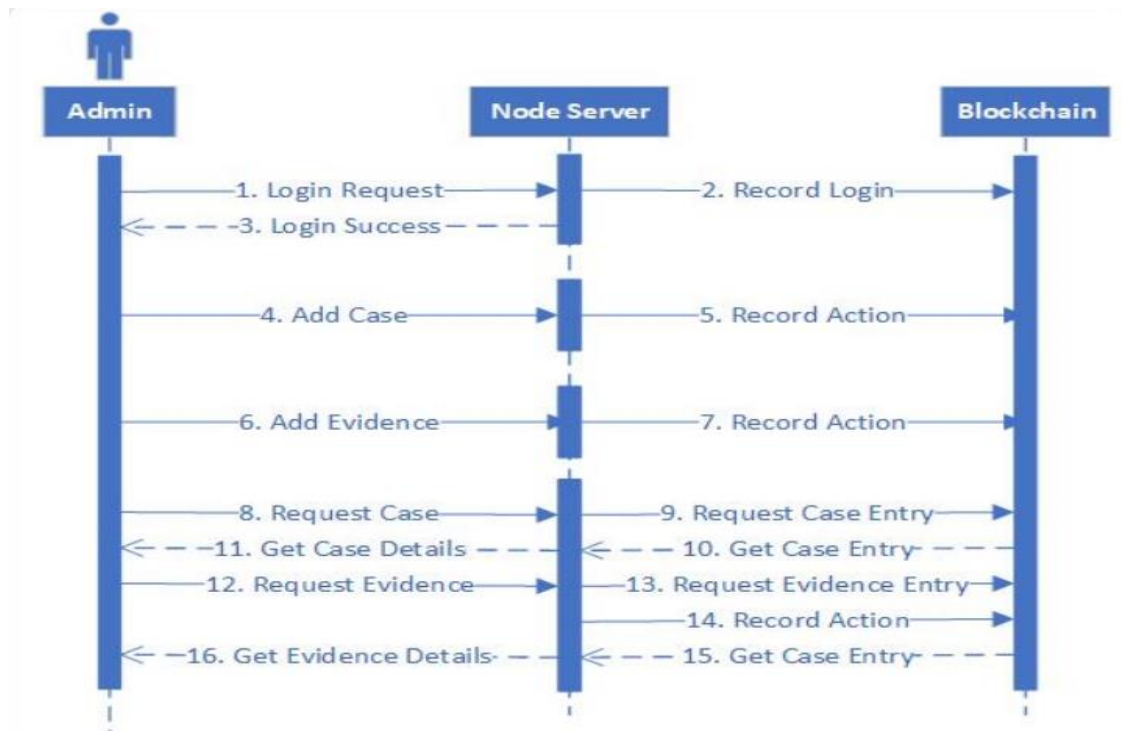 Admin
Node Server
Blockchain
1. Login Request
2. Record Login
3. Login Success
4. Add Case
5. Record Action
6. Add Evidence
7. Record Action
8. Request Case
9. Request Case Entry
11. Get Case Details
10. Get Case Entry
12. Request Evidence
13. Request Evidence Entry
14. Record Action
16. Get Evidence Details
15. Get Case Entry